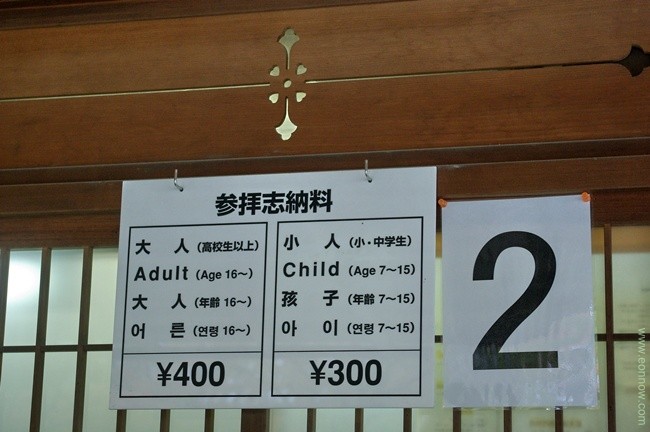 参拝志納料
大人(高校生以上)
Adult (Age 16~)
大人(年齢 16~)
어른(연령 16~)
¥400
小人(小・中学生)
Child (Age 7~15)
孩子(年齢 7~15)
아이(연령 7~15)
¥300
2
www.eonnow.com